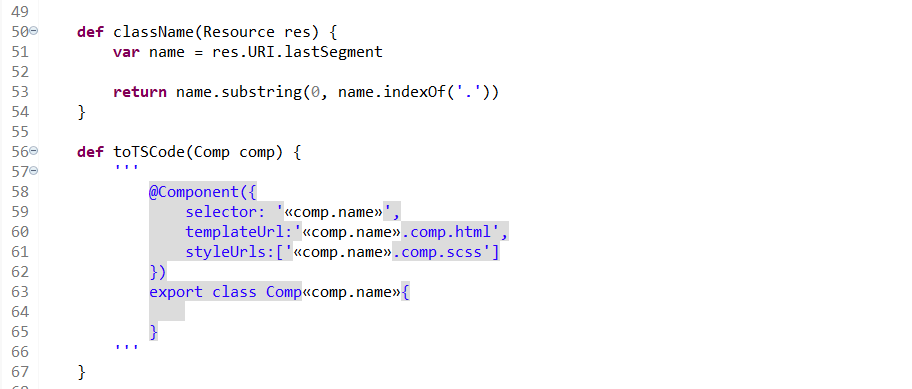 49
50 def className(Resource res) {
51 var name = res.URI.lastSegment
52
53 return name.substring(0, name.indexOf('.'))
54 }
55
56 def toTSCode(Comp comp) {
57 '''
58 @Component({
59 selector: '«comp.name»',
60 templateUrl:'«comp.name».comp.html',
61 styleUrls:['«comp.name».comp.scss']
62 })
63 export class Comp«comp.name»{
64
65 }
66 '''
67 }